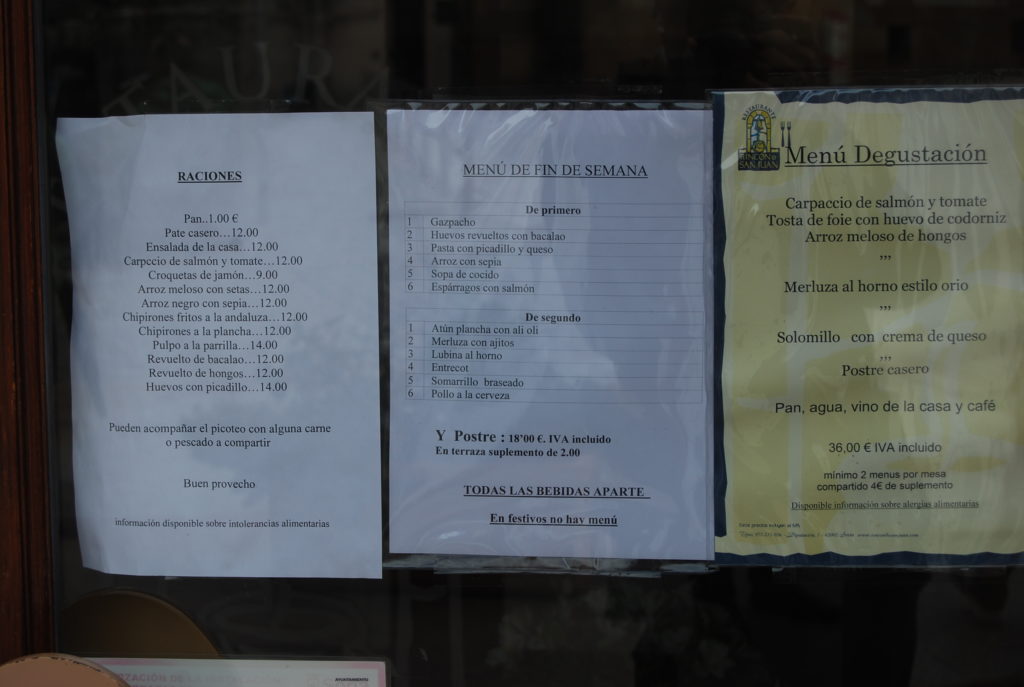 RACIONES
Pan..1.00 €
Pate casero…12.00
Ensalada de la casa…12.00
Carpccio de salmón y tomate…12.00
Croquetas de jamón…9.00
Arroz meloso con setas…12.00
Arroz negro con sepia…12.00
Chipirones fritos a la andaluza…12.00
Chipirones a la plancha…12.00
Pulpo a la parrilla…14.00
Revuelto de bacalao…12.00
Revuelto de hongos…12.00
Huevos con picadillo…14.00
Pueden acompañar el picoteo con alguna carne
o pescado a compartir
Buen provecho
información disponible sobre intolerancias alimentarias
MENÚ DE FIN DE SEMANA
De primero
1 Gazpacho
2 Huevos revueltos con bacalao
3 Pasta con picadillo y queso
4 Arroz con sepia
5 Sopa de cocido
6 Espárragos con salmón
De segundo
1 Atún plancha con ali oli
2 Merluza con ajitos
3 Lubina al horno
4 Entrecot
5 Somarrillo braseado
6 Pollo a la cerveza
Y Postre : 18'00 €. IVA incluido
En terraza suplemento de 2.00
TODAS LAS BEBIDAS APARTE
En festivos no hay menú
RESTAURANTE
RINCÓN DE
SAN JUAN
Menú Degustación
Carpaccio de salmón y tomate
Tosta de foie con huevo de codorniz
Arroz meloso de hongos
,,,
Merluza al horno estilo orio
,,,
Solomillo con crema de queso
,,,
Postre casero
Pan, agua, vino de la casa y café
36,00 € IVA incluido
mínimo 2 menus por mesa
compartido 4€ de suplemento
Disponible información sobre alergias alimentarias
TAURA
AYUNTAMIENTO